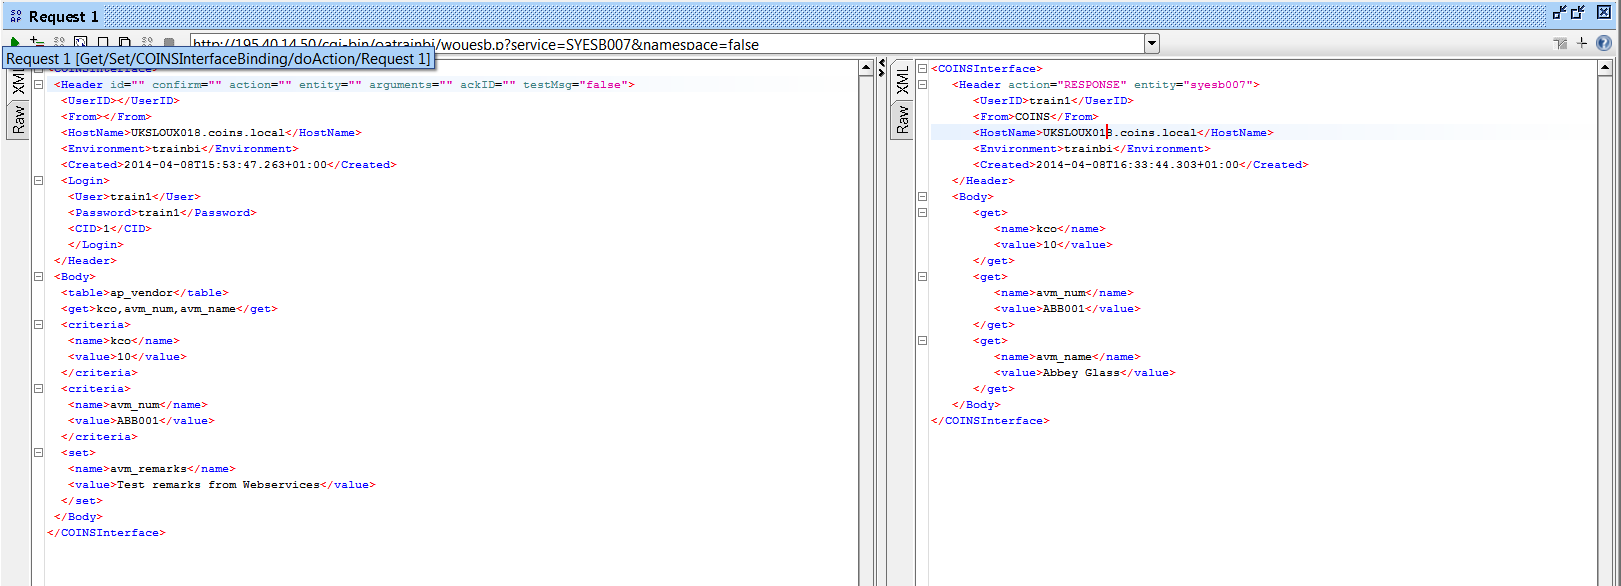 Request 1
http://195.40.14.50/cgi-bin/oatrainbi/wouesb.p?service=SYESB007&namespace=false
Request 1 [Get/Set/COINSInterfaceBinding/doAction/Request 1]
XML
Raw
<COINSInterface>
<Header id="" confirm="" action="" entity="" arguments="" ackID="" testMsg="false">
<UserID></UserID>
<From></From>
<HostName>UKSLOUX018.coins.local</HostName>
<Environment>trainbi</Environment>
<Created>2014-04-08T15:53:47.263+01:00</Created>
<Login>
<User>train1</User>
<Password>train1</Password>
<CID>1</CID>
</Login>
</Header>
<Body>
<table>ap_vendor</table>
<get>kco,avm_num,avm_name</get>
<criteria>
<name>kco</name>
<value>10</value>
</criteria>
<criteria>
<name>avm_num</name>
<value>ABB001</value>
</criteria>
<set>
<name>avm_remarks</name>
<value>Test remarks from Webservices</value>
</set>
</Body>
</COINSInterface>
XML
Raw
<COINSInterface>
<Header action="RESPONSE" entity="syesb007">
<UserID>train1</UserID>
<From>COINS</From>
<HostName>UKSLOUX018.coins.local</HostName>
<Environment>trainbi</Environment>
<Created>2014-04-08T16:33:44.303+01:00</Created>
</Header>
<Body>
<get>
<name>kco</name>
<value>10</value>
</get>
<get>
<name>avm_num</name>
<value>ABB001</value>
</get>
<get>
<name>avm_name</name>
<value>Abbey Glass</value>
</get>
</Body>
</COINSInterface>